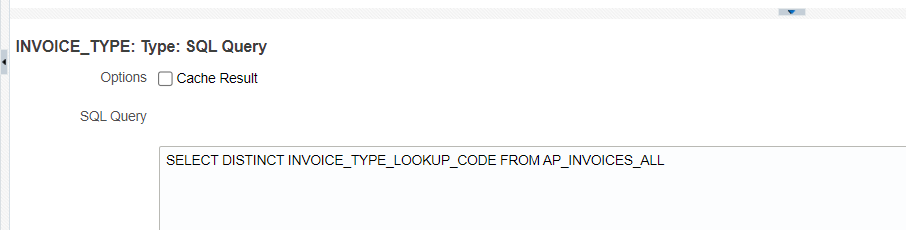 INVOICE_TYPE: Type: SQL Query
Options Cache Result
SQL Query
SELECT DISTINCT INVOICE_TYPE_LOOKUP_CODE FROM AP_INVOICES_ALL